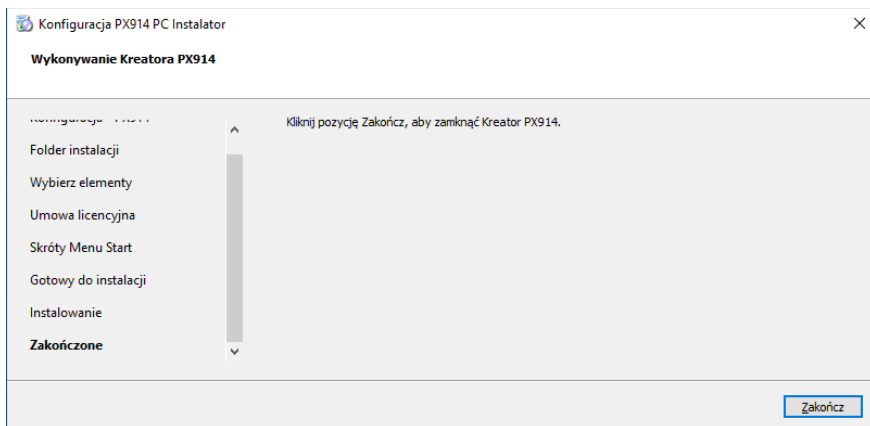 Konfiguracja PX914 PC Instalator
Wykonywanie Kreatora PX914
Kliknij pozycję Zakończ, aby zamknąć Kreator PX914.
Folder instalacji
Wybierz elementy
Umowa licencyjna
Skróty Menu Start
Gotowy do instalacji
Instalowanie
Zakończone
Zakończ